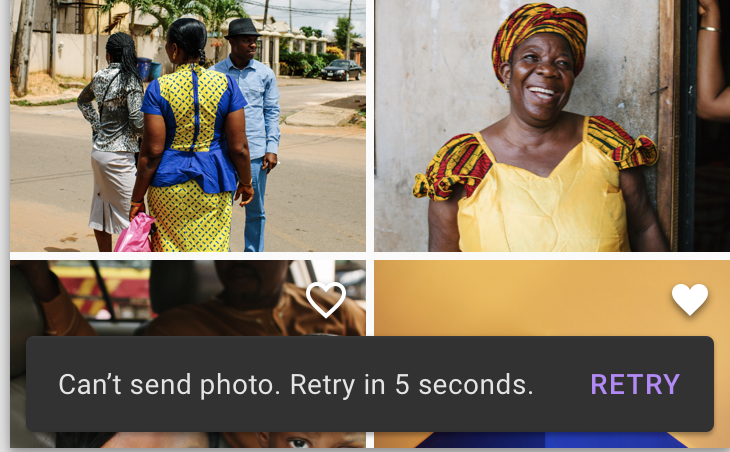 Can’t send photo. Retry in 5 seconds. RETRY